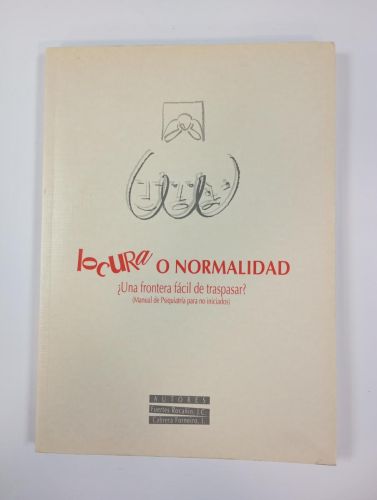 locura O NORMALIDAD
¿Una frontera fácil de traspasar?
(Manual de Psiquiatría para no iniciados)
AUTORES
Fuertes Rocañín, J.C.
Cabrera Forneiro, J.